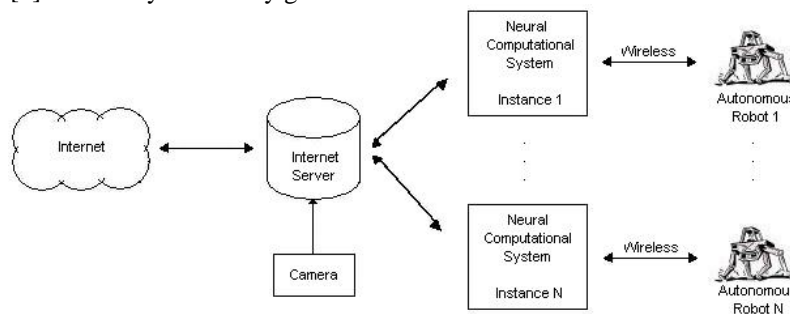 Internet
Internet
Server
Camera
Neural
Computational
System
Instance 1
Wireless
Autonomous
Robot 1
Neural
Computational
System
Instance N
Wireless
Autonomous
Robot N